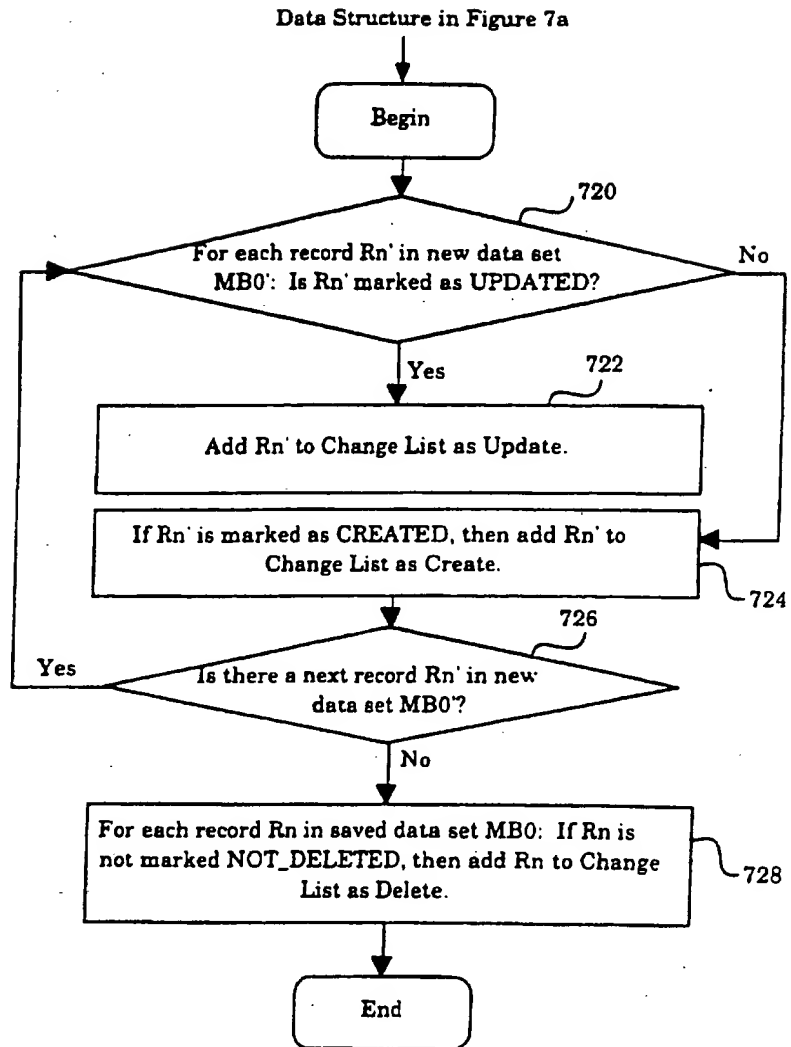 Data Structure in Figure 7a
Begin
720
For each record Rn' in new data set
MB0': Is Rn' marked as UPDATED?
No
Yes
722
Add Rn' to Change List as Update.
If Rn' is marked as CREATED, then add Rn' to
Change List as Create.
724
726
Yes
Is there a next record Rn' in new
data set MB0'?
No
For each record Rn in saved data set MB0: If Rn is
not marked NOT_DELETED, then add Rn to Change
List as Delete.
728
End